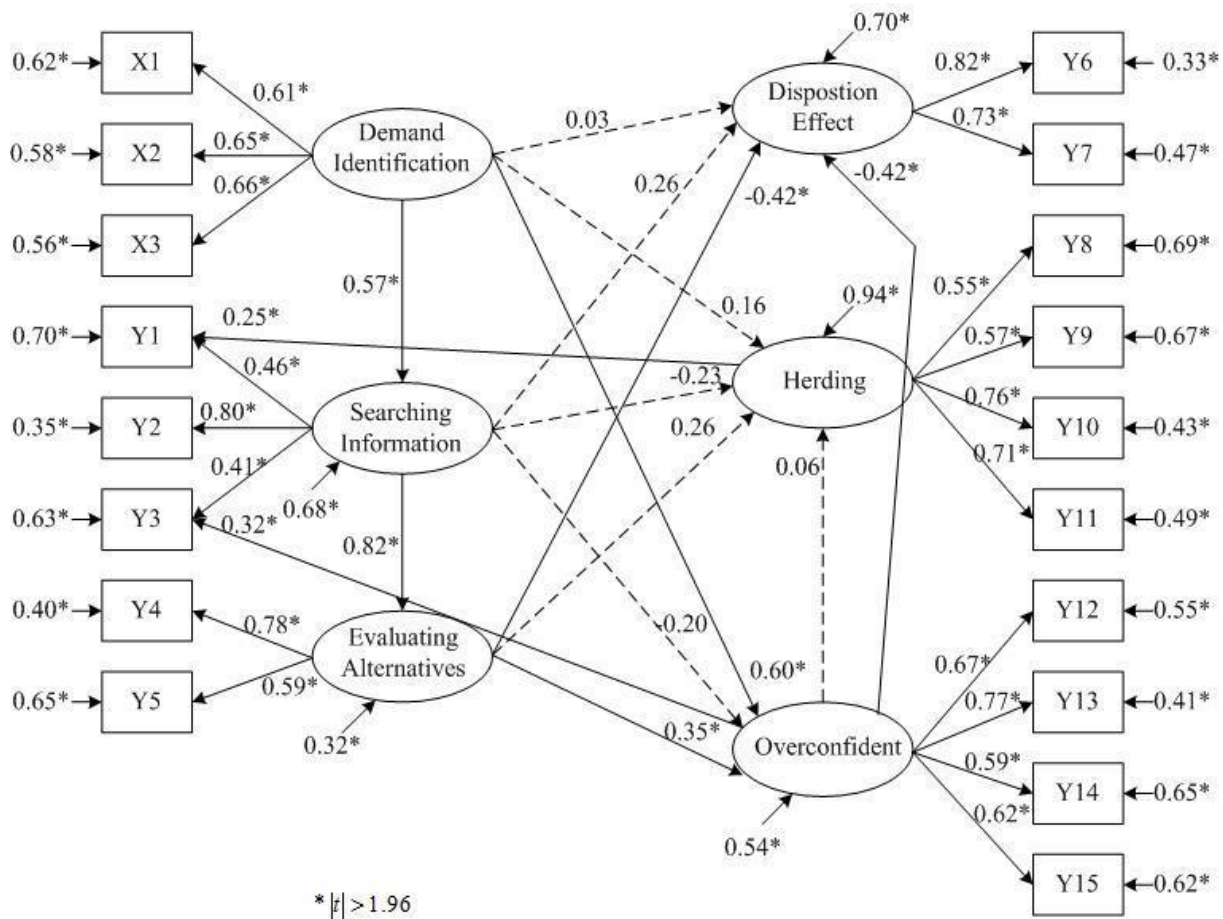 0.70*
0.62*
X1
0.82*
Y6
0.33*
0.61*
Dispostion
Effect
0.03
Demand
Identification
0.58*
X2
0.65*
0.73*
Y7
0.47*
0.66*
0.26
-0.42*
-0.42*
0.56*
X3
Y8
0.69*
0.57*
0.55*
0.16
0.94*
0.70*
Y1
0.25*
0.57*
Y9
0.67*
0.46*
-0.23
Herding
0.76*
0.35*
Y2
0.80*
Searching
Information
0.26
Y10
0.43*
0.41*
0.06
0.71*
0.68*
0.63*
Y3
0.32*
Y11
0.49*
0.82*
0.40*
Y4
0.78*
Evaluating
Alternatives
-0.20
Y12
0.55*
0.59*
0.60*
0.67*
0.65*
Y5
0.77*
Y13
0.41*
0.32*
0.35*
Overconfident
0.59*
Y14
0.65*
0.62*
0.54*
Y15
0.62*
* |t| > 1.96